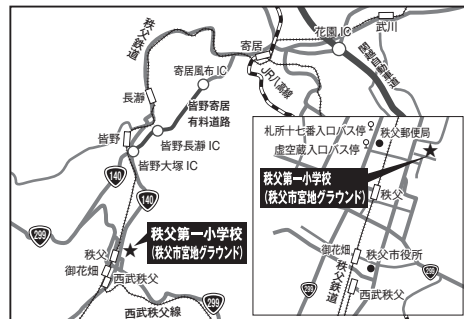 秩父鉄道
花園IC
武川
関越自動車道
寄居
寄居風布IC
JR八高線
長瀞
皆野寄居
有料道路
皆野
皆野長瀞IC
皆野大塚IC
140
140
299
秩父第一小学校
(秩父市宮地グラウンド)
秩父
御花畑
西武秩父
西武秩父線
299
札所十七番入口バス停
秩父郵便局
虚空蔵入口バス停
秩父第一小学校
(秩父市宮地グラウンド)
秩父
御花畑
秩父市役所
秩父鉄道
299
299
西武秩父